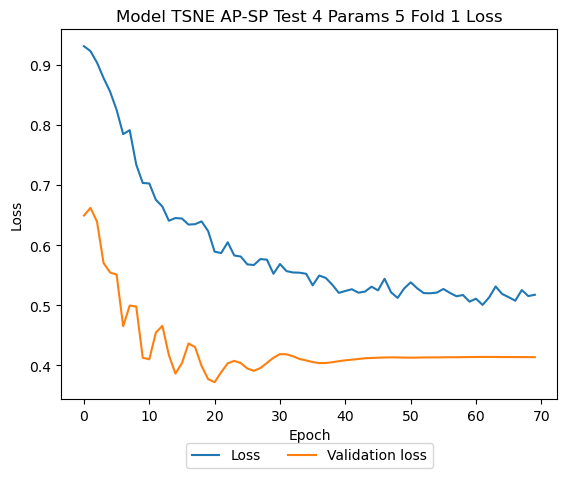 Model TSNE AP-SP Test 4 Params 5 Fold 1 Loss
0.9
0.8
0.7
0.6
0.5
0.4
Loss
0 10 20 30 40 50 60 70
Epoch
Loss Validation loss